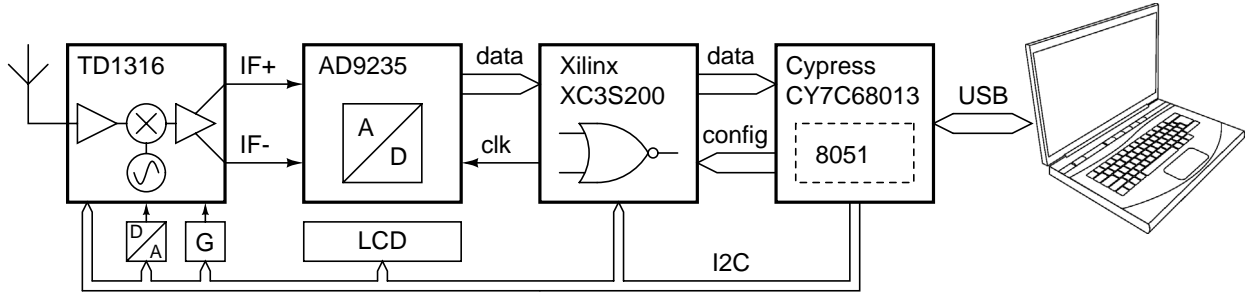 TD1316
IF+
IF-
AD9235
A
D
data
clk
Xilinx
XC3S200
data
config
Cypress
CY7C68013
8051
USB
D
A
G
LCD
I2C